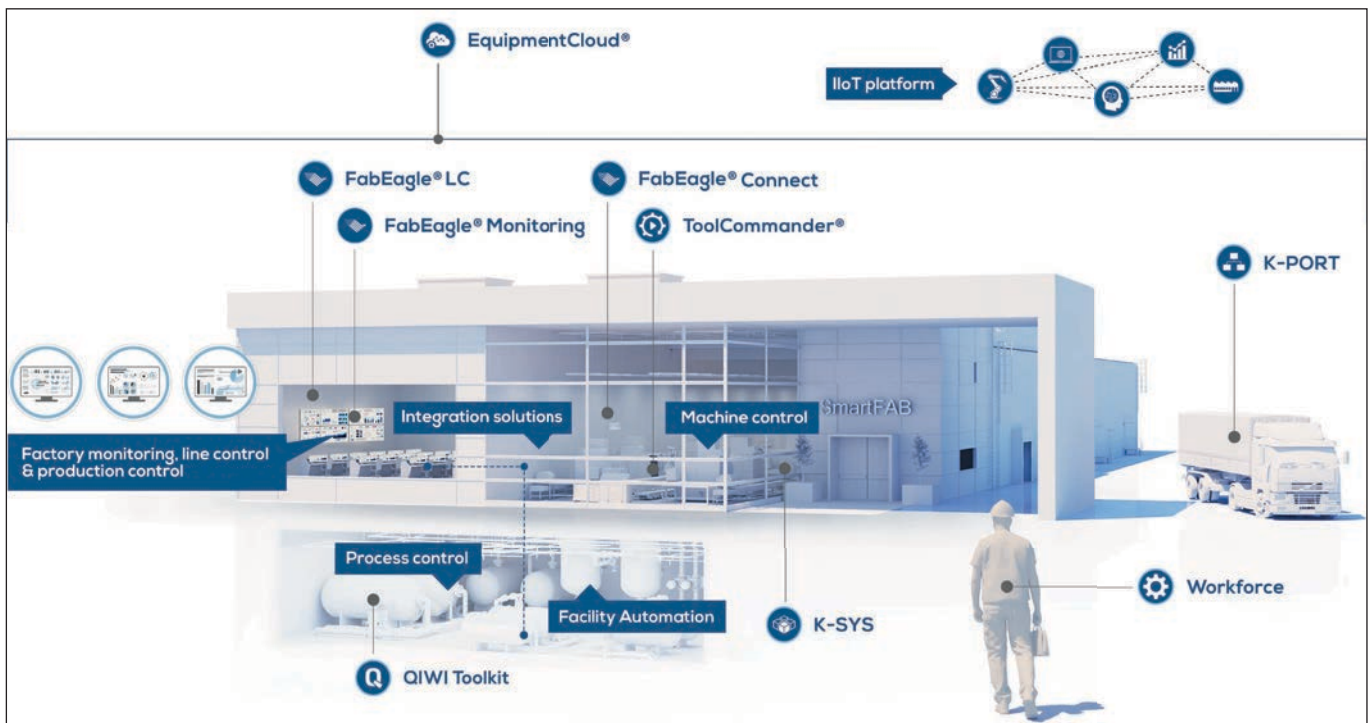 EquipmentCloud®
IIoT platform
FabEagle® LC
FabEagle® Connect
FabEagle® Monitoring
ToolCommander®
K-PORT
Integration solutions
Machine control
SmartFAB
Factory monitoring, line control
& production control
Process control
Facility Automation
Workforce
K-SYS
Q
QIWI Toolkit